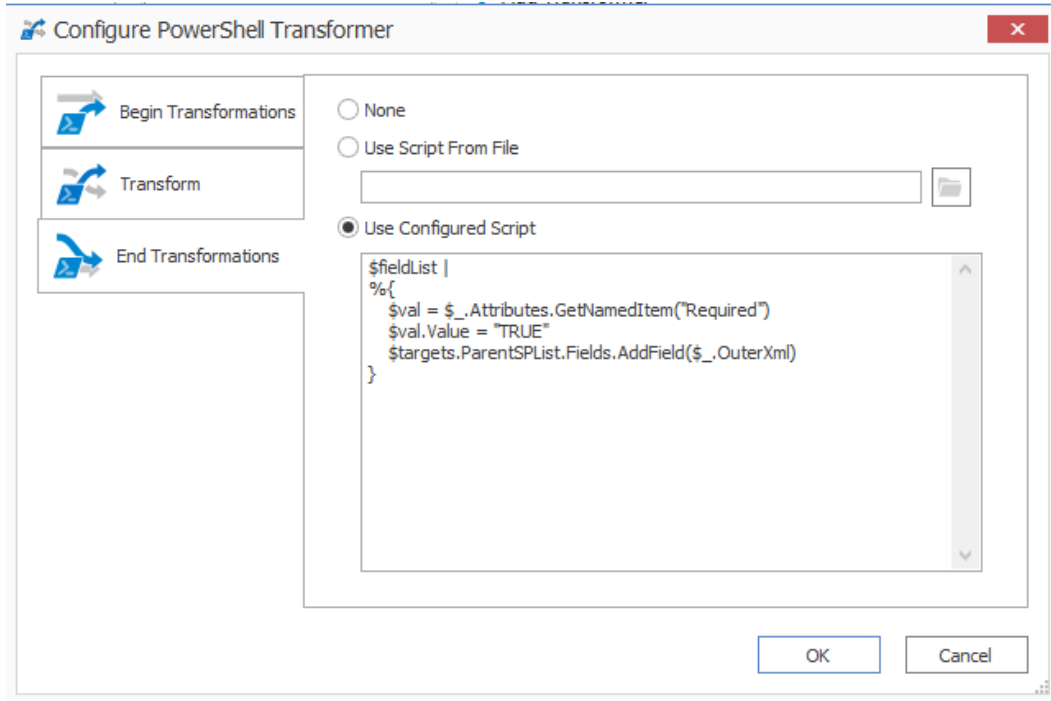 Configure PowerShell Transformer
Begin Transformations
Transform
End Transformations
None
Use Script From File
Use Configured Script
$fieldList |
%{
$val = $_.Attributes.GetNamedItem("Required")
$val.Value = "TRUE"
$targets.ParentSPList.Fields.AddField($_.OuterXml)
}
OK
Cancel